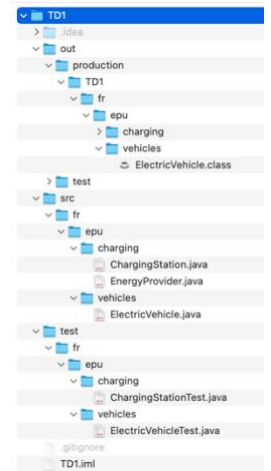 TD1
.idea
out
production
TD1
fr
epu
charging
vehicles
ElectricVehicle.class
test
src
fr
epu
charging
ChargingStation.java
EnergyProvider.java
vehicles
ElectricVehicle.java
test
fr
epu
charging
ChargingStationTest.java
vehicles
ElectricVehicleTest.java
.gitignore
TD1.iml